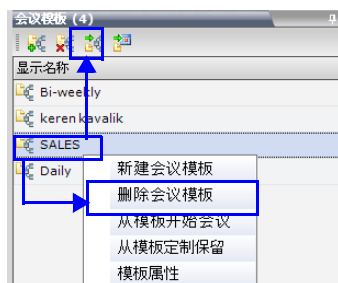 会议模板 (4)
显示名称
Bi-weekly
keren kavalik
SALES
Daily
新建会议模板
删除会议模板
从模板开始会议
从模板定制保留
模板属性